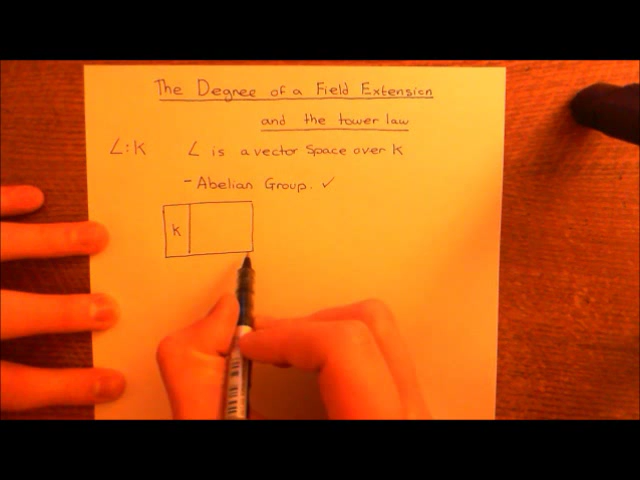 The Degree of a Field Extension
and the tower law
L:K L is a vector Space over K
- Abelian Group. ✓
K